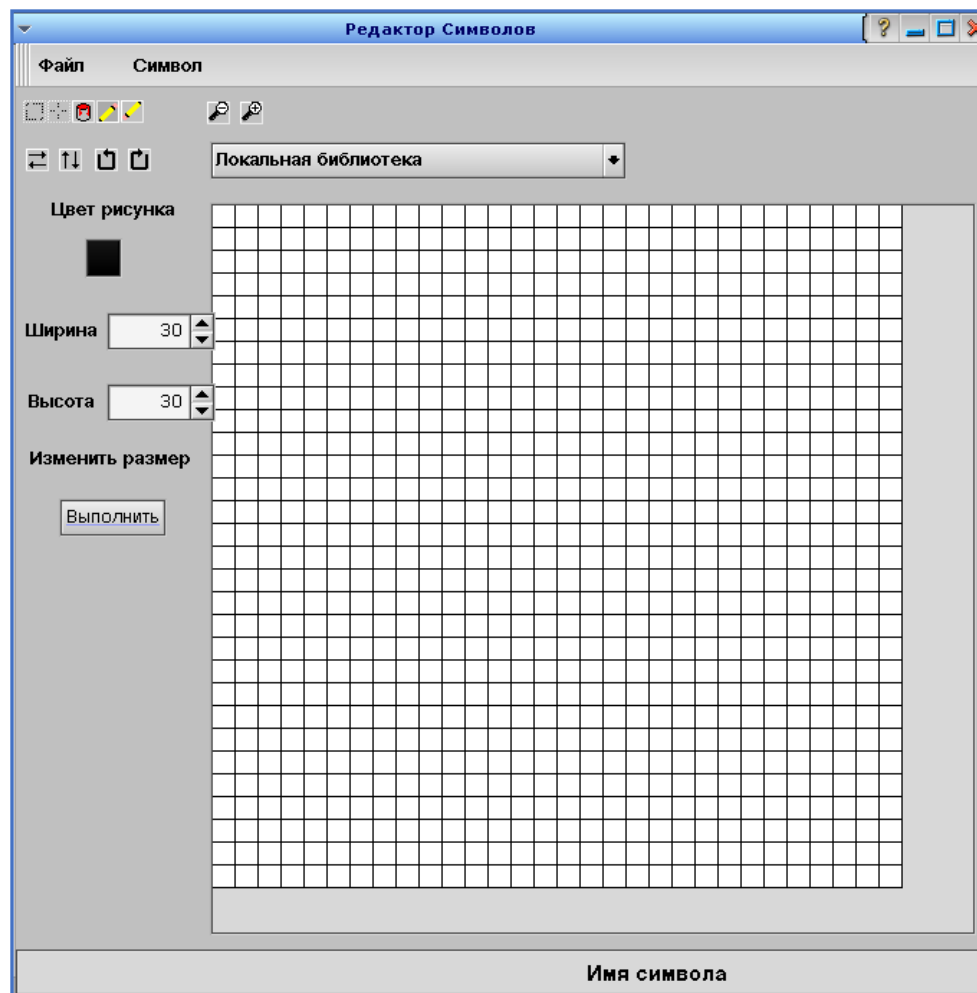 Редактор Символов
Файл Символ
Локальная библиотека
Цвет рисунка
Ширина 30
Высота 30
Изменить размер
Выполнить
Имя символа